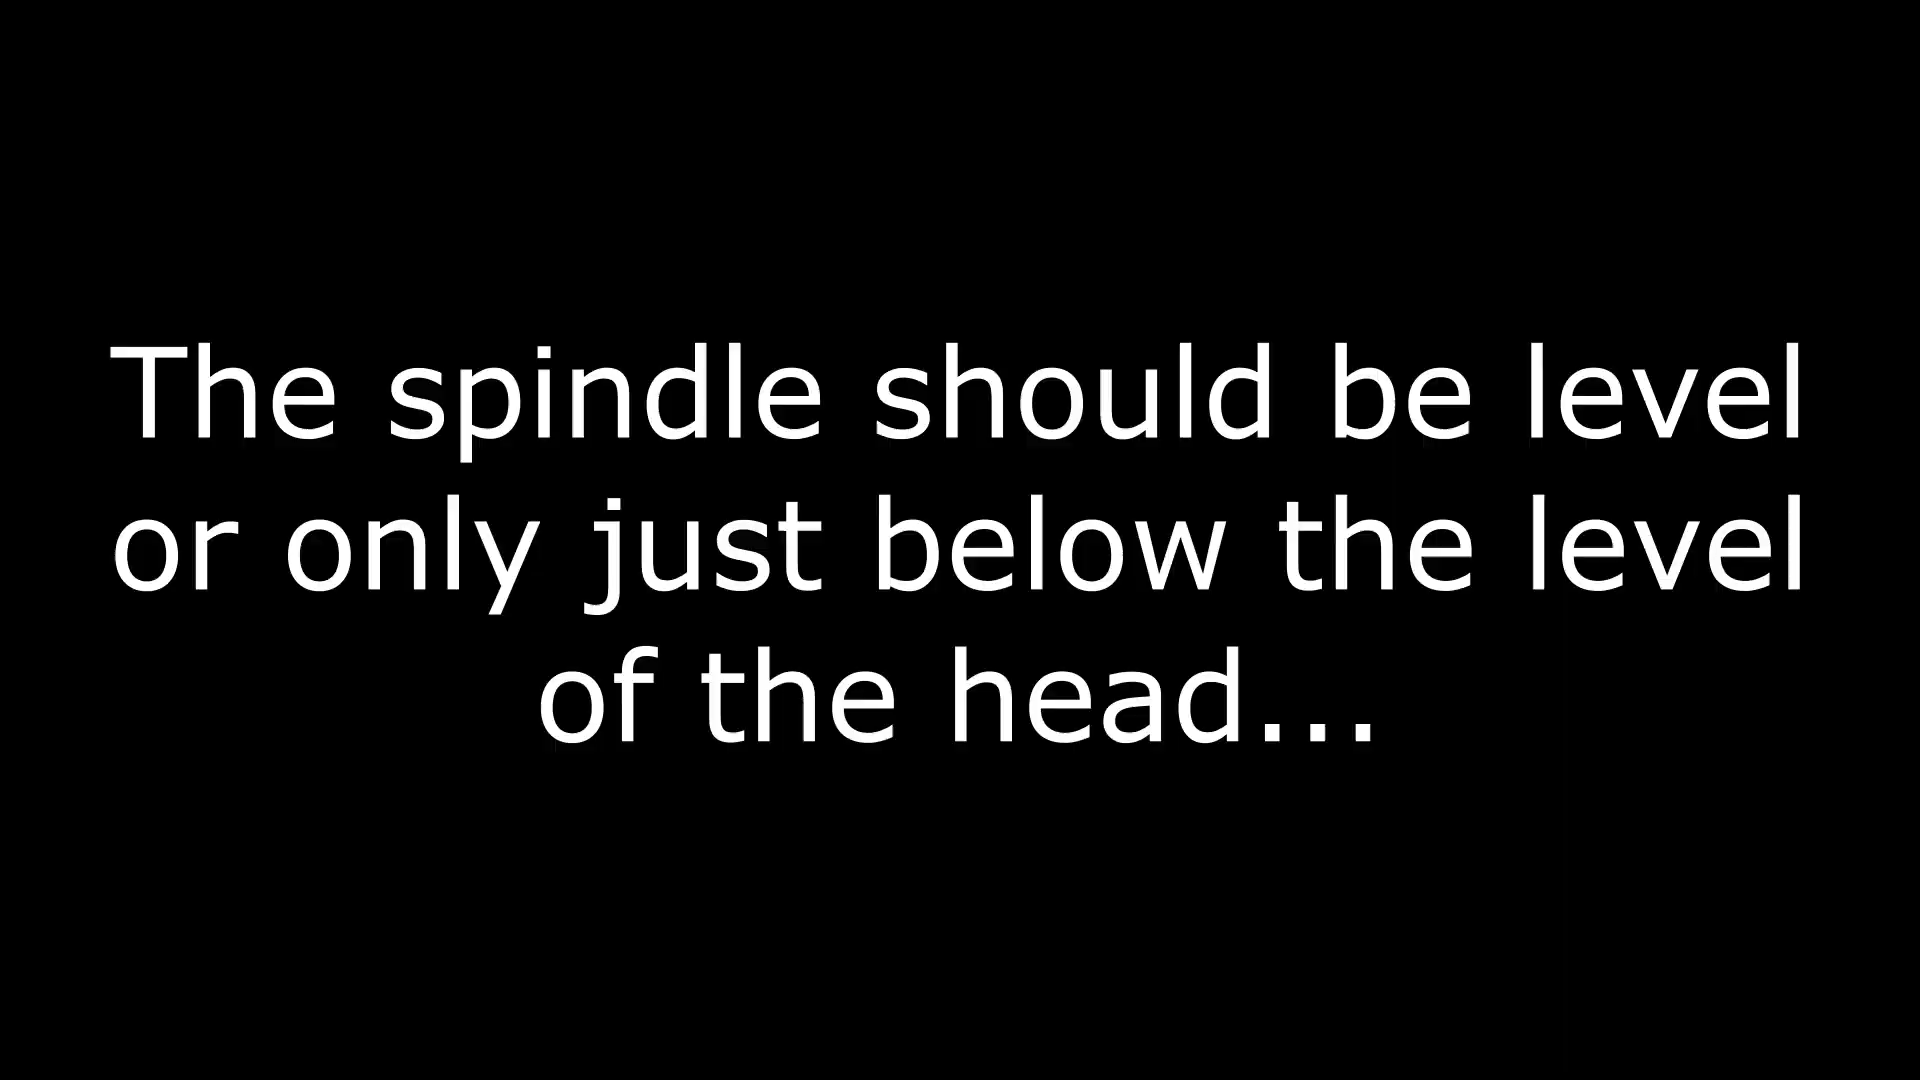 The spindle should be level
or only just below the level
of the head...